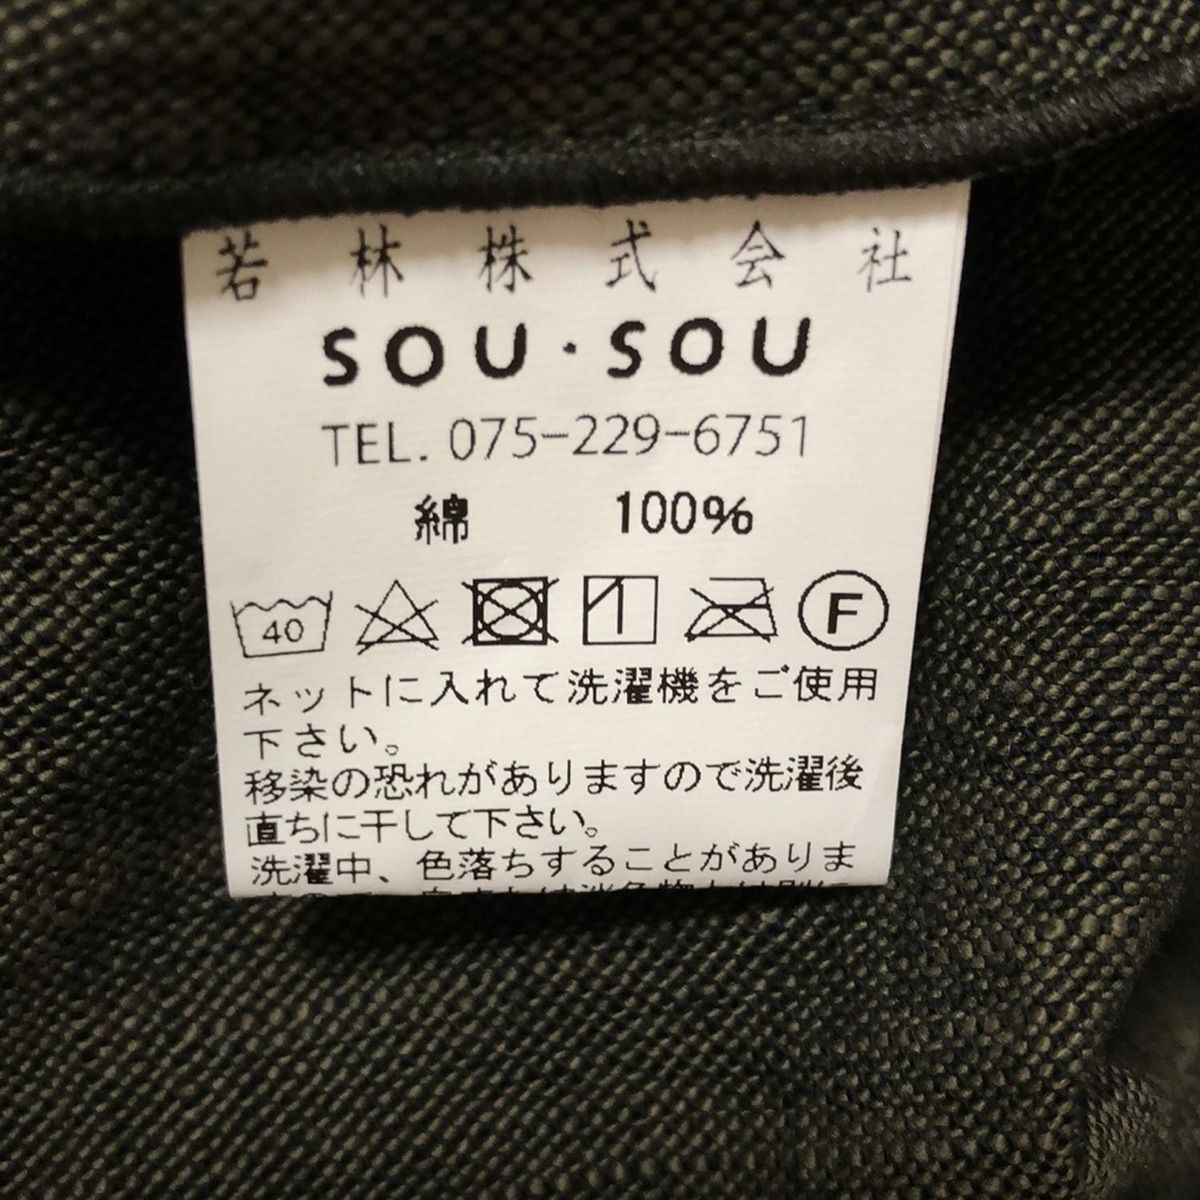 若林株式会社
SOU・SOU
TEL. 075-229-6751
綿 100%
40 1 F
ネットに入れて洗濯機をご使用
下さい。
移染の恐れがありますので洗濯後
直ちに干して下さい。
洗濯中、色落ちすることがありま